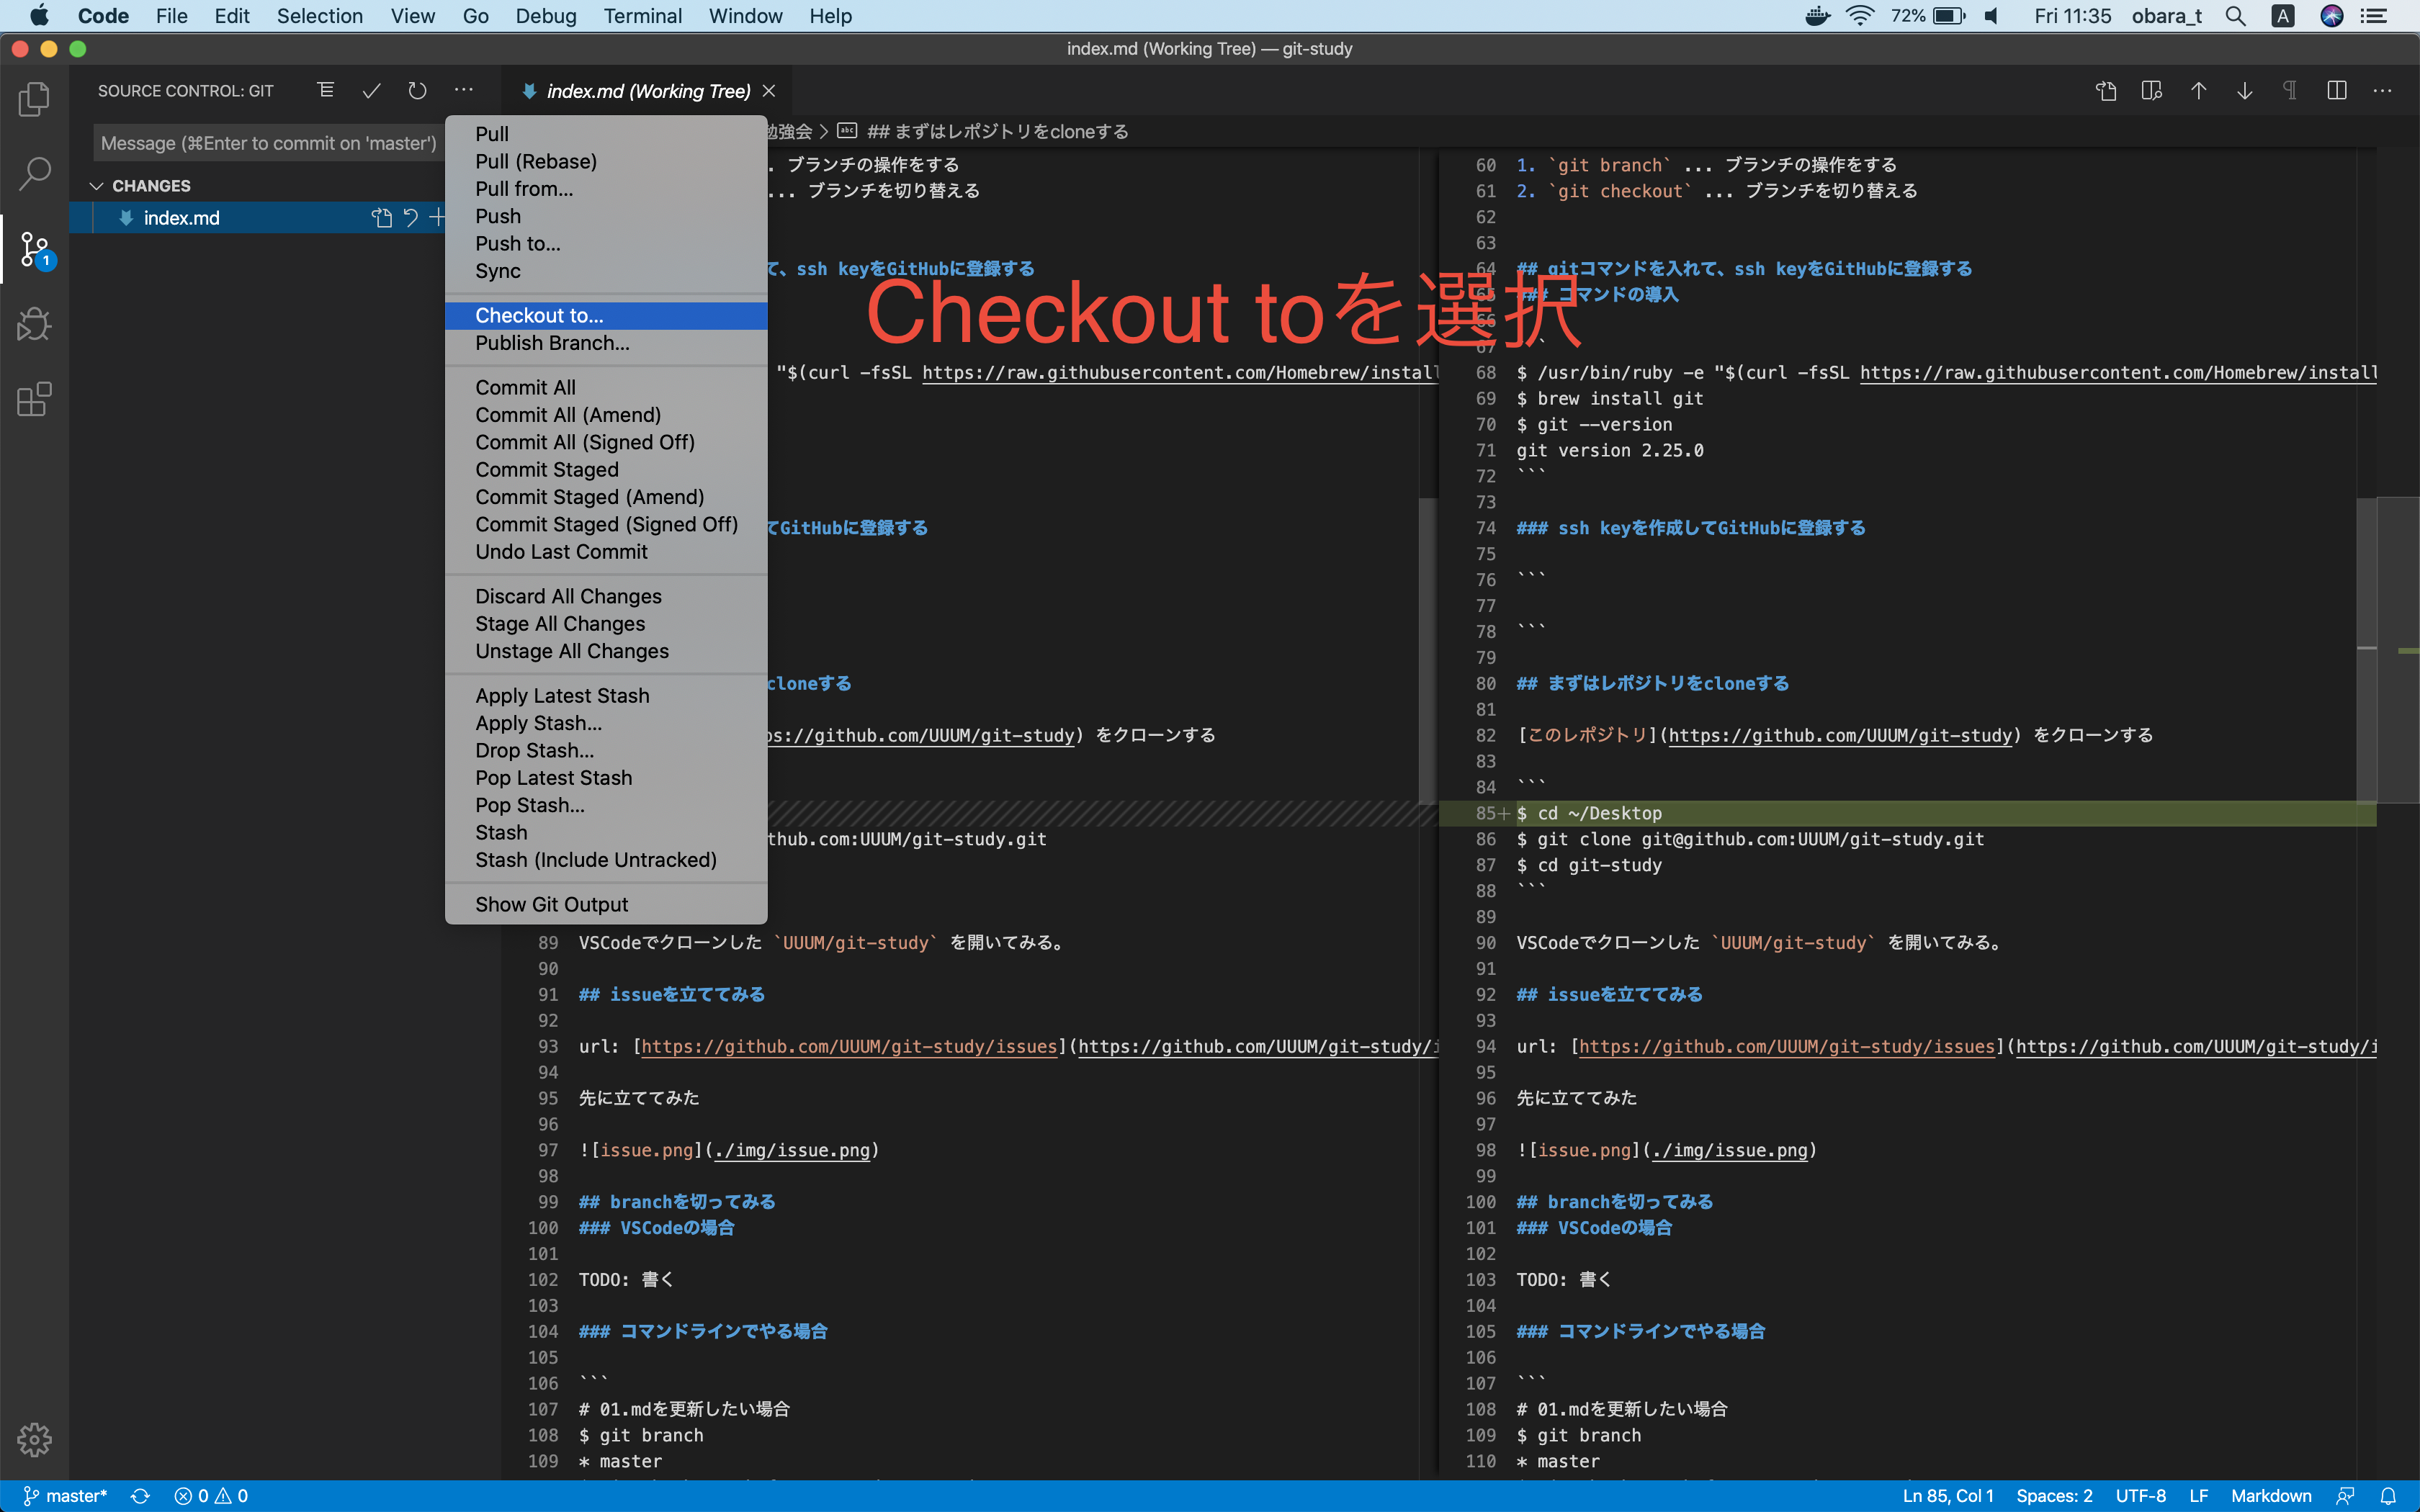 Code File Edit Selection View Go Debug Terminal Window Help 72% Fri 11:35 obara_t A
index.md (Working Tree) — git-study
SOURCE CONTROL: GIT
Message (⌘Enter to commit on 'master')
CHANGES
index.md
1
Pull
Pull (Rebase)
Pull from...
Push
Push to...
Sync
Checkout to...
Publish Branch...
Commit All
Commit All (Amend)
Commit All (Signed Off)
Commit Staged
Commit Staged (Amend)
Commit Staged (Signed Off)
Undo Last Commit
Discard All Changes
Stage All Changes
Unstage All Changes
Apply Latest Stash
Apply Stash...
Drop Stash...
Pop Latest Stash
Pop Stash...
Stash
Stash (Include Untracked)
Show Git Output
Checkout toを選択
index.md (Working Tree)
勉強会 > abc ## まずはレポジトリをcloneする
. ブランチの操作をする
... ブランチを切り替える
て、ssh keyをGitHubに登録する
"$(curl -fsSL https://raw.githubusercontent.com/Homebrew/install
てGitHubに登録する
cloneする
ps://github.com/UUUM/git-study) をクローンする
thub.com:UUUM/git-study.git
89 VSCodeでクローンした `UUUM/git-study` を開いてみる。
90
91 ## issueを立ててみる
92
93 url: [https://github.com/UUUM/git-study/issues](https://github.com/UUUM/git-study/i
94
95 先に立ててみた
96
97 ![issue.png](./img/issue.png)
98
99 ## branchを切ってみる
100 ### VSCodeの場合
101
102 TODO: 書く
103
104 ### コマンドラインでやる場合
105
106 ```
107 # 01.mdを更新したい場合
108 $ git branch
109 * master
60 1. `git branch` ... ブランチの操作をする
61 2. `git checkout` ... ブランチを切り替える
62
63
64 ## gitコマンドを入れて、ssh keyをGitHubに登録する
65 ### コマンドの導入
66
67 `
68 $ /usr/bin/ruby -e "$(curl -fsSL https://raw.githubusercontent.com/Homebrew/install
69 $ brew install git
70 $ git --version
71 git version 2.25.0
72 ```
73
74 ### ssh keyを作成してGitHubに登録する
75
76 ```
77
78 ```
79
80 ## まずはレポジトリをcloneする
81
82 [このレポジトリ](https://github.com/UUUM/git-study) をクローンする
83
84 ```
85+ $ cd ~/Desktop
86 $ git clone git@github.com:UUUM/git-study.git
87 $ cd git-study
88 ```
89
90 VSCodeでクローンした `UUUM/git-study` を開いてみる。
91
92 ## issueを立ててみる
93
94 url: [https://github.com/UUUM/git-study/issues](https://github.com/UUUM/git-study/i
95
96 先に立ててみた
97
98 ![issue.png](./img/issue.png)
99
100 ## branchを切ってみる
101 ### VSCodeの場合
102
103 TODO: 書く
104
105 ### コマンドラインでやる場合
106
107 ```
108 # 01.mdを更新したい場合
109 $ git branch
110 * master
master* 0 0 Ln 85, Col 1 Spaces: 2 UTF-8 LF Markdown